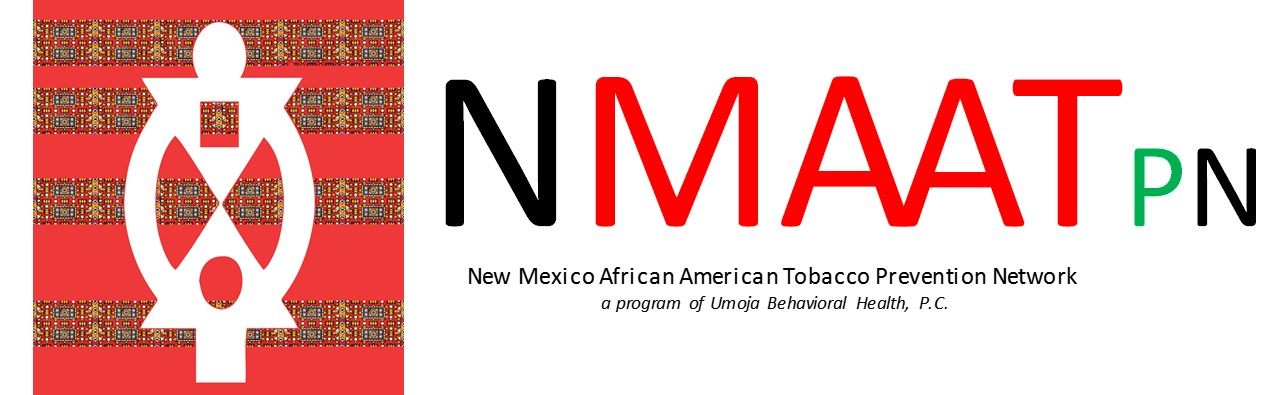 NMAATPN
New Mexico African American Tobacco Prevention Network
a program of Umoja Behavioral Health, P.C.